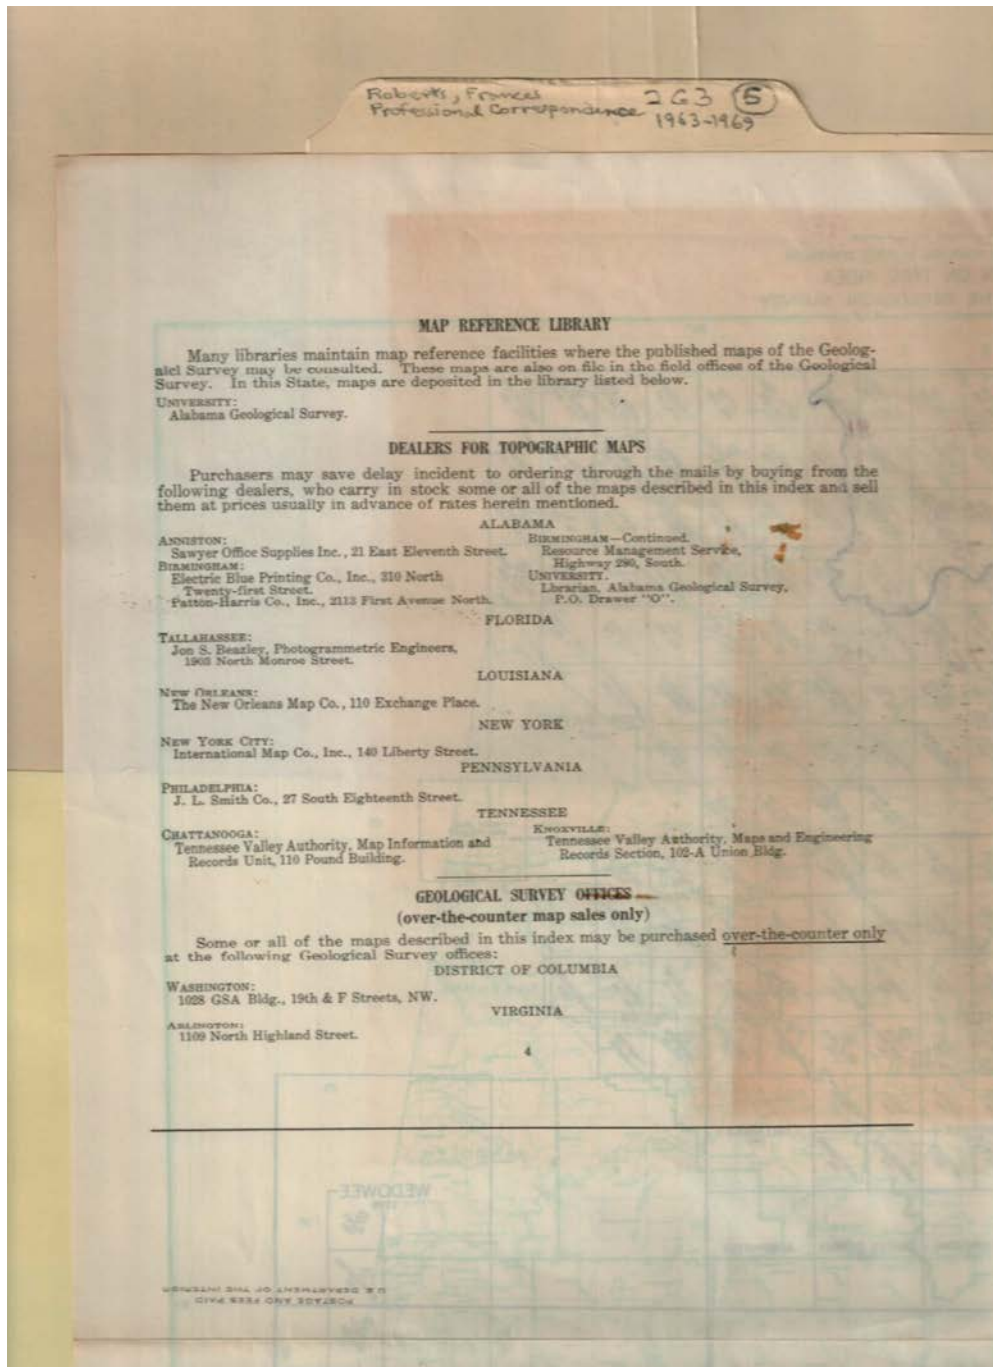 Roberts, Frances 2G3 5
Professional Correspondence 1963-1969
MAP REFERENCE LIBRARY
Many libraries maintain map reference facilities where the published maps of the Geolog-
aicl Survey may be consulted. These maps are also on file in the field offices of the Geological
Survey. In this State, maps are deposited in the library listed below.
UNIVERSITY:
Alabama Geological Survey.
DEALERS FOR TOPOGRAPHIC MAPS
Purchasers may save delay incident to ordering through the mails by buying from the
following dealers, who carry in stock some or all of the maps described in this index and sell
them at prices usually in advance of rates herein mentioned.
ALABAMA
ANNISTON:
Sawyer Office Supplies Inc., 21 East Eleventh Street.
BIRMINGHAM:
Electric Blue Printing Co., Inc., 310 North
Twenty-first Street.
Patton-Harris Co., Inc., 2113 First Avenue North.
BIRMINGHAM—Continued.
Resource Management Service,
Highway 280, South.
UNIVERSITY.
Librarian, Alabama Geological Survey,
P.O. Drawer "O".
FLORIDA
TALLAHASSEE:
Jon S. Beazley, Photogrammetric Engineers,
1903 North Monroe Street.
LOUISIANA
NEW ORLEANS:
The New Orleans Map Co., 110 Exchange Place.
NEW YORK
NEW YORK CITY:
International Map Co., Inc., 140 Liberty Street.
PENNSYLVANIA
PHILADELPHIA:
J. L. Smith Co., 27 South Eighteenth Street.
TENNESSEE
CHATTANOOGA:
Tennessee Valley Authority, Map Information and
Records Unit, 110 Pound Building.
KNOXVILLE:
Tennessee Valley Authority, Maps and Engineering
Records Section, 102-A Union Bldg.
GEOLOGICAL SURVEY OFFICES
(over-the-counter map sales only)
Some or all of the maps described in this index may be purchased over-the-counter only
at the following Geological Survey offices:
DISTRICT OF COLUMBIA
WASHINGTON:
1028 GSA Bldg., 19th & F Streets, NW.
VIRGINIA
ARLINGTON:
1109 North Highland Street.
4
WEDOWEE
POSTAGE AND FEES PAID
U.S. DEPARTMENT OF THE INTERIOR